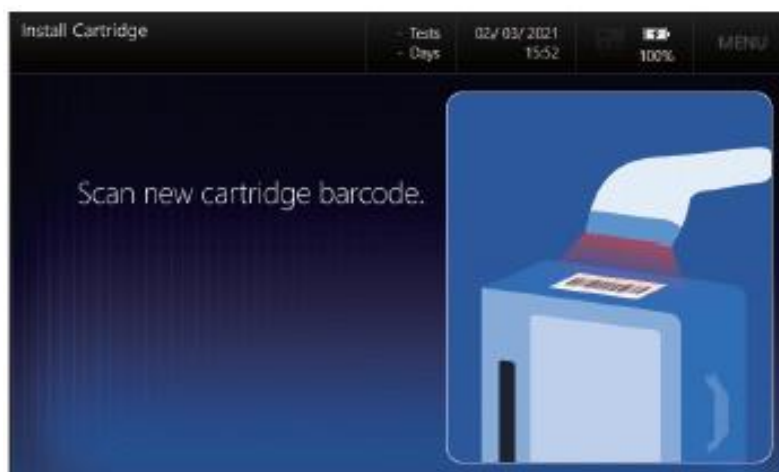 Install Cartridge
- Tests
- Days
02/ 03/ 2021
15:52
100%
MENU
Scan new cartridge barcode.